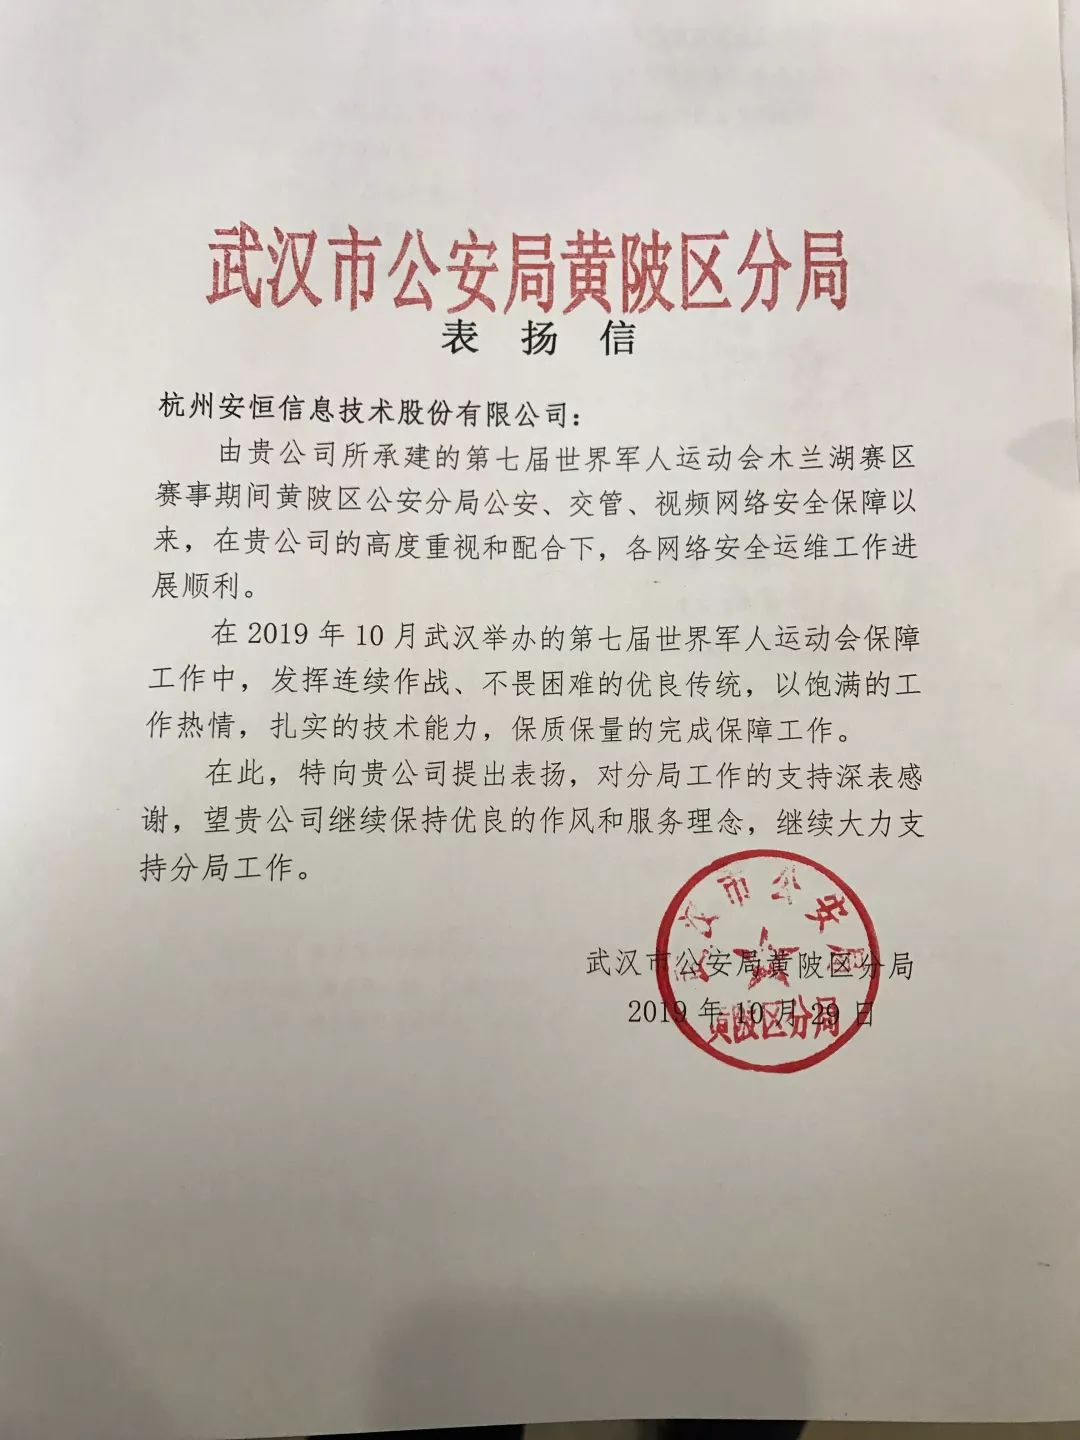 武汉市公安局黄陂区分局
表 扬 信
杭州安恒信息技术股份有限公司：
由贵公司所承建的第七届世界军人运动会木兰湖赛区
赛事期间黄陂区公安分局公安、交管、视频网络安全保障以
来，在贵公司的高度重视和配合下，各网络安全运维工作进
展顺利。
在 2019 年 10 月武汉举办的第七届世界军人运动会保障
工作中，发挥连续作战、不畏困难的优良传统，以饱满的工
作热情，扎实的技术能力，保质保量的完成保障工作。
在此，特向贵公司提出表扬，对分局工作的支持深表感
谢，望贵公司继续保持优良的作风和服务理念，继续大力支
持分局工作。
武汉市公安局黄陂区分局
2019 年 10 月 29 日
武汉市公安局
黄陂区分局